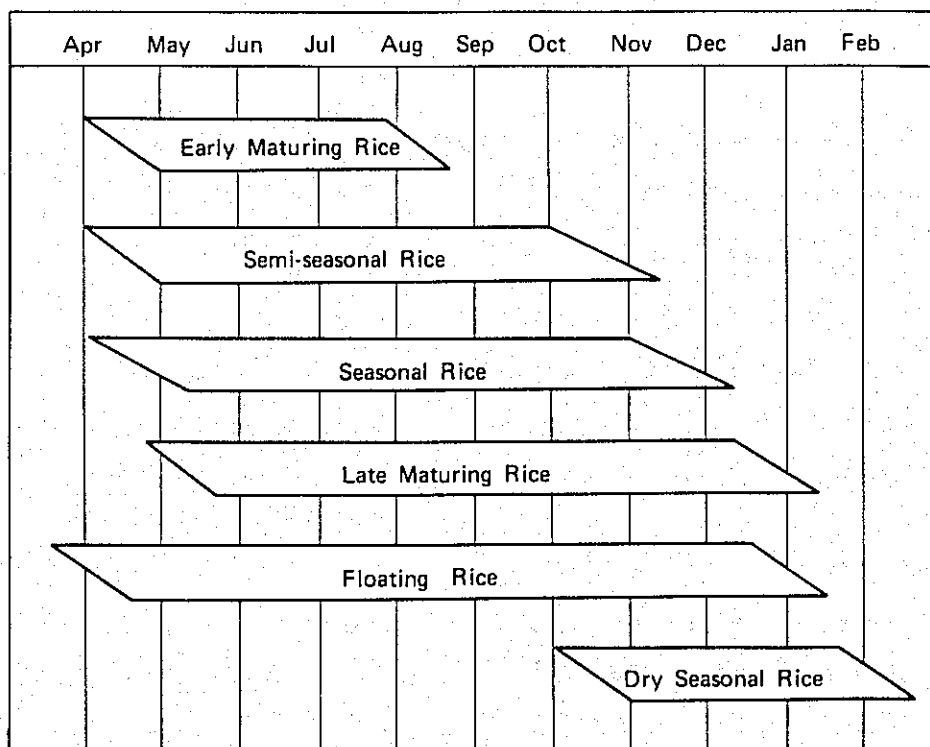 Apr May Jun Jul Aug Sep Oct Nov Dec Jan Feb
Early Maturing Rice
Semi-seasonal Rice
Seasonal Rice
Late Maturing Rice
Floating Rice
Dry Seasonal Rice